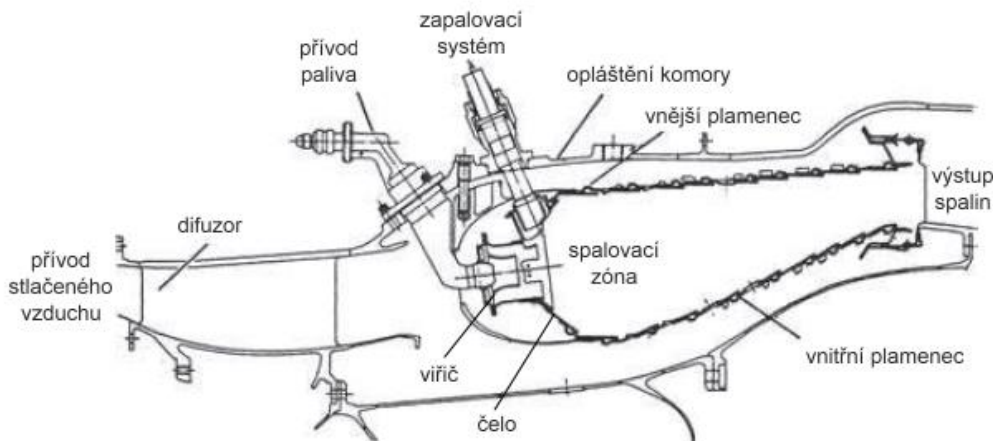 zapalovací
systém
přívod
paliva
opláštění komory
vnější plamenec
výstup
spalin
difuzor
přívod
stlačeného
vzduchu
spalovací
zóna
viřič
vnitřní plamenec
čelo